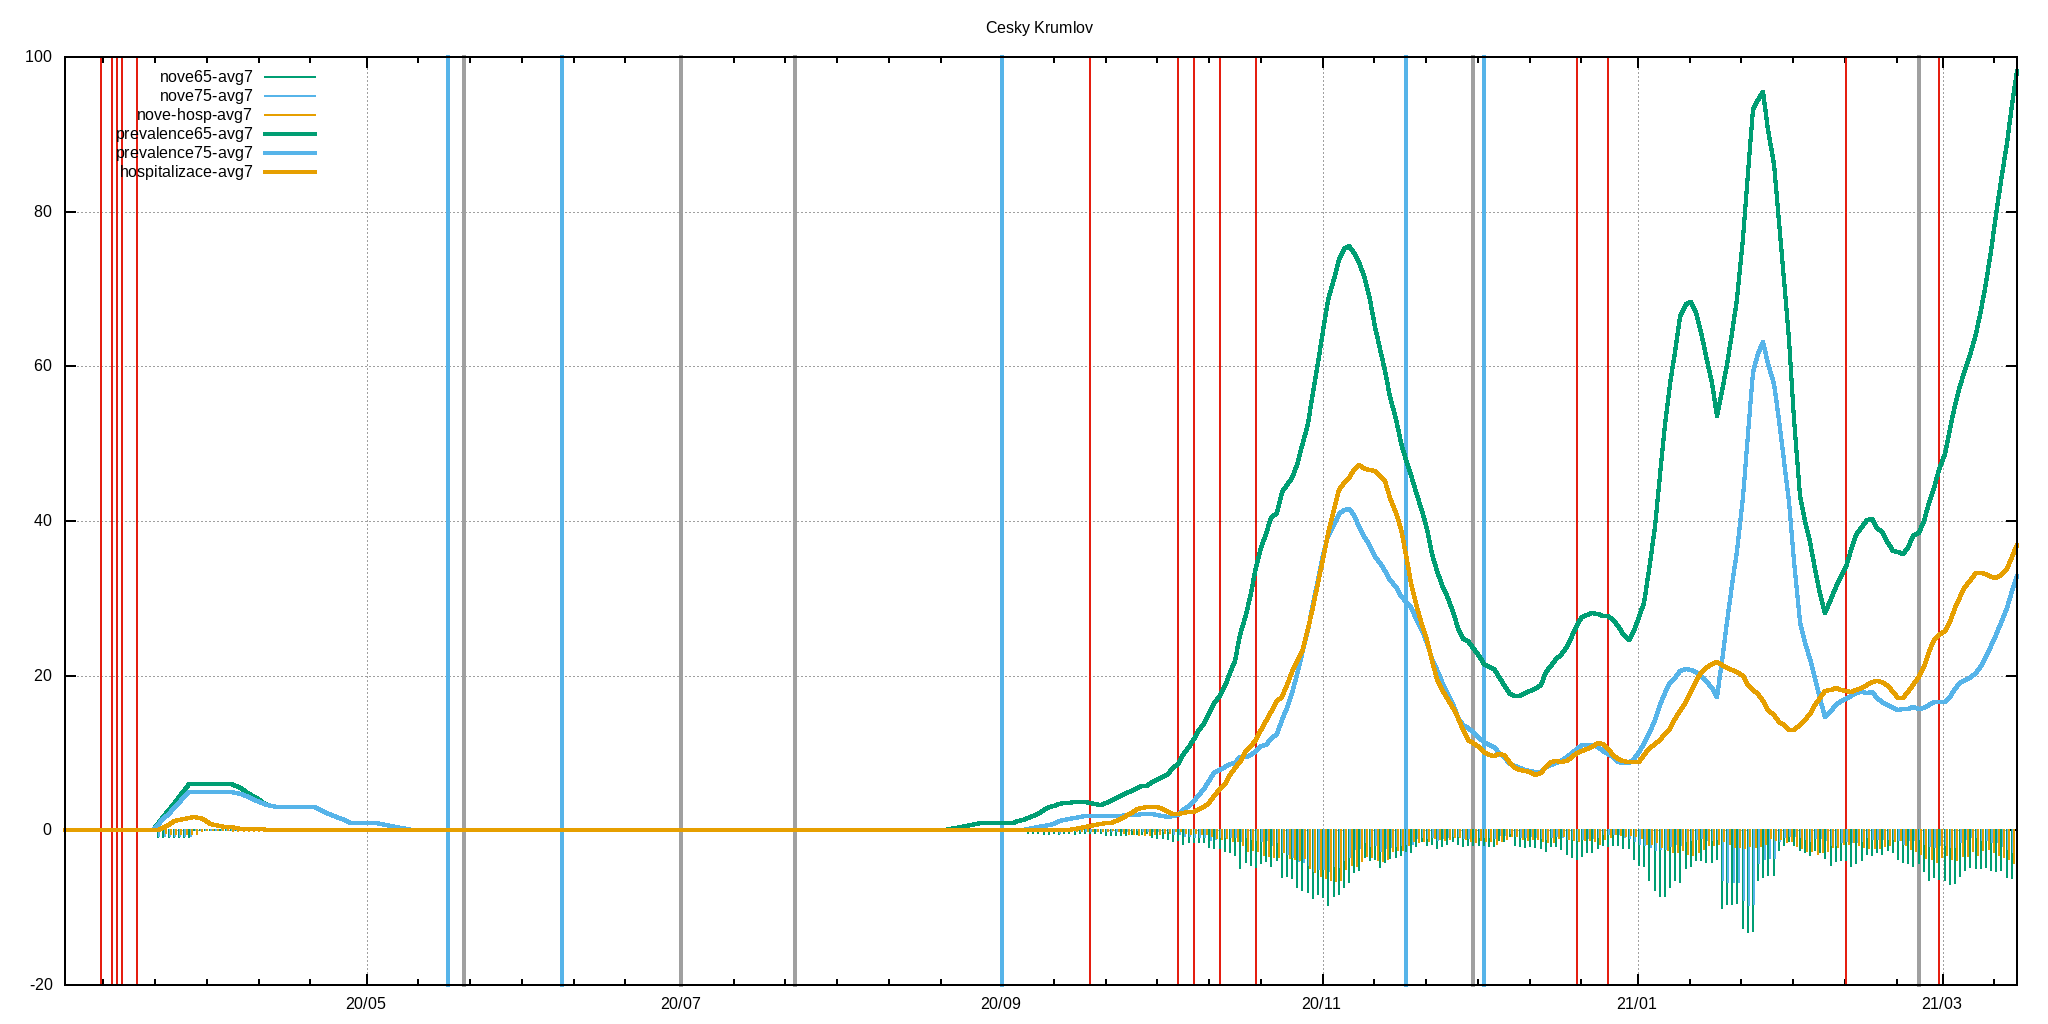 Cesky Krumlov
100
80
60
40
20
0
-20
nove65-avg7
nove75-avg7
nove-hosp-avg7
prevalence65-avg7
prevalence75-avg7
hospitalizace-avg7
20/05
20/07
20/09
20/11
21/01
21/03